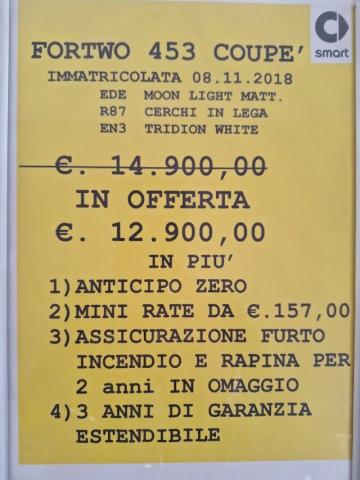 smart
FORTWO 453 COUPE'
IMMATRICOLATA 08.11.2018
EDE MOON LIGHT MATT.
R87 CERCHI IN LEGA
EN3 TRIDION WHITE
€. 14.900,00
IN OFFERTA
€. 12.900,00
IN PIU'
1)ANTICIPO ZERO
2)MINI RATE DA €.157,00
3)ASSICURAZIONE FURTO
INCENDIO E RAPINA PER
2 anni IN OMAGGIO
4)3 ANNI DI GARANZIA
ESTENDIBILE